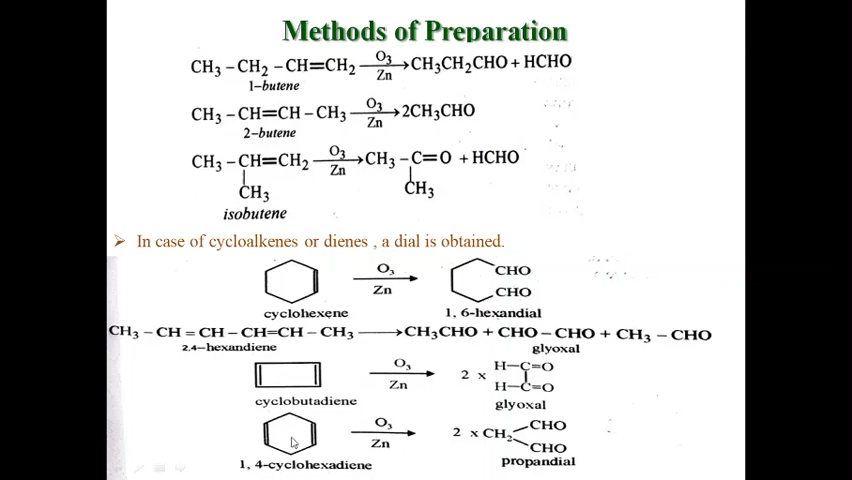 Methods of Preparation
CH3 – CH2 – CH=CH2 O3 Zn CH3CH2CHO + HCHO
1-butene
CH3 – CH=CH – CH3 O3 Zn 2CH3CHO
2-butene
CH3 – CH=CH2 O3 Zn CH3 – C=O + HCHO
CH3 CH3
isobutene
➢ In case of cycloalkenes or dienes , a dial is obtained.
O3 Zn CHO
CHO
cyclohexene 1, 6-hexandial
CH3 – CH = CH – CH=CH – CH3 → CH3CHO + CHO – CHO + CH3 – CHO
2,4-hexandiene glyoxal
O3 Zn 2 x H–C=O
H–C=O
cyclobutadiene glyoxal
O3 Zn 2 x CH2 CHO
CHO
1, 4-cyclohexadiene propandial